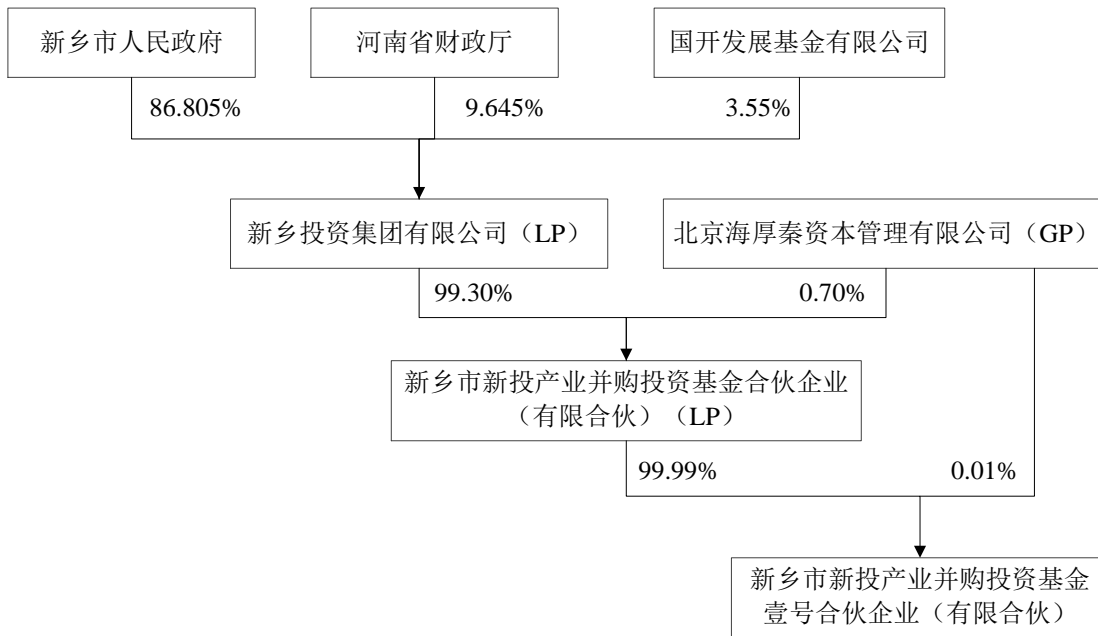 新乡市人民政府
河南省财政厅
国开发展基金有限公司
86.805%
9.645%
3.55%
新乡投资集团有限公司（LP）
北京海厚秦资本管理有限公司（GP）
99.30%
0.70%
新乡市新投产业并购投资基金合伙企业
（有限合伙）（LP）
99.99%
0.01%
新乡市新投产业并购投资基金
壹号合伙企业（有限合伙）